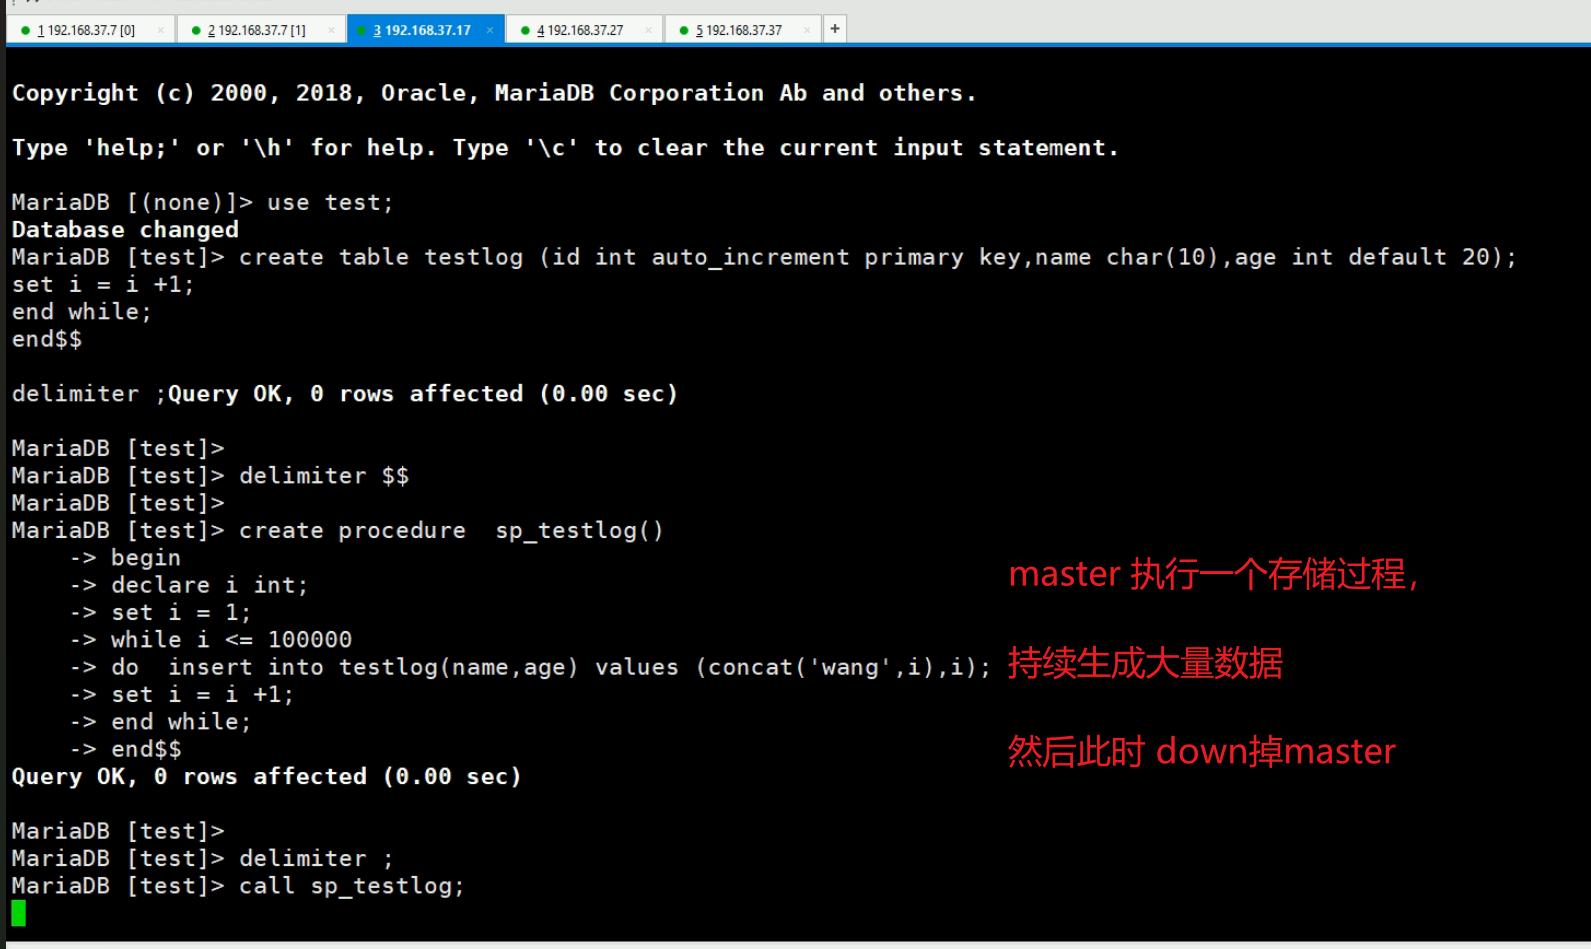 1 192.168.37.7 [0] × 2 192.168.37.7 [1] × 3 192.168.37.17 × 4 192.168.37.27 × 5 192.168.37.37 × +
Copyright (c) 2000, 2018, Oracle, MariaDB Corporation Ab and others.
Type 'help;' or '\h' for help. Type '\c' to clear the current input statement.
MariaDB [(none)]> use test;
Database changed
MariaDB [test]> create table testlog (id int auto_increment primary key,name char(10),age int default 20);
set i = i +1;
end while;
end$$
delimiter ;Query OK, 0 rows affected (0.00 sec)
MariaDB [test]>
MariaDB [test]> delimiter $$
MariaDB [test]>
MariaDB [test]> create procedure  sp_testlog()
    -> begin
    -> declare i int;
    -> set i = 1;
    -> while i <= 100000
    -> do  insert into testlog(name,age) values (concat('wang',i),i);
    -> set i = i +1;
    -> end while;
    -> end$$
Query OK, 0 rows affected (0.00 sec)
MariaDB [test]>
MariaDB [test]> delimiter ;
MariaDB [test]> call sp_testlog;
master 执行一个存储过程，
持续生成大量数据
然后此时 down掉master